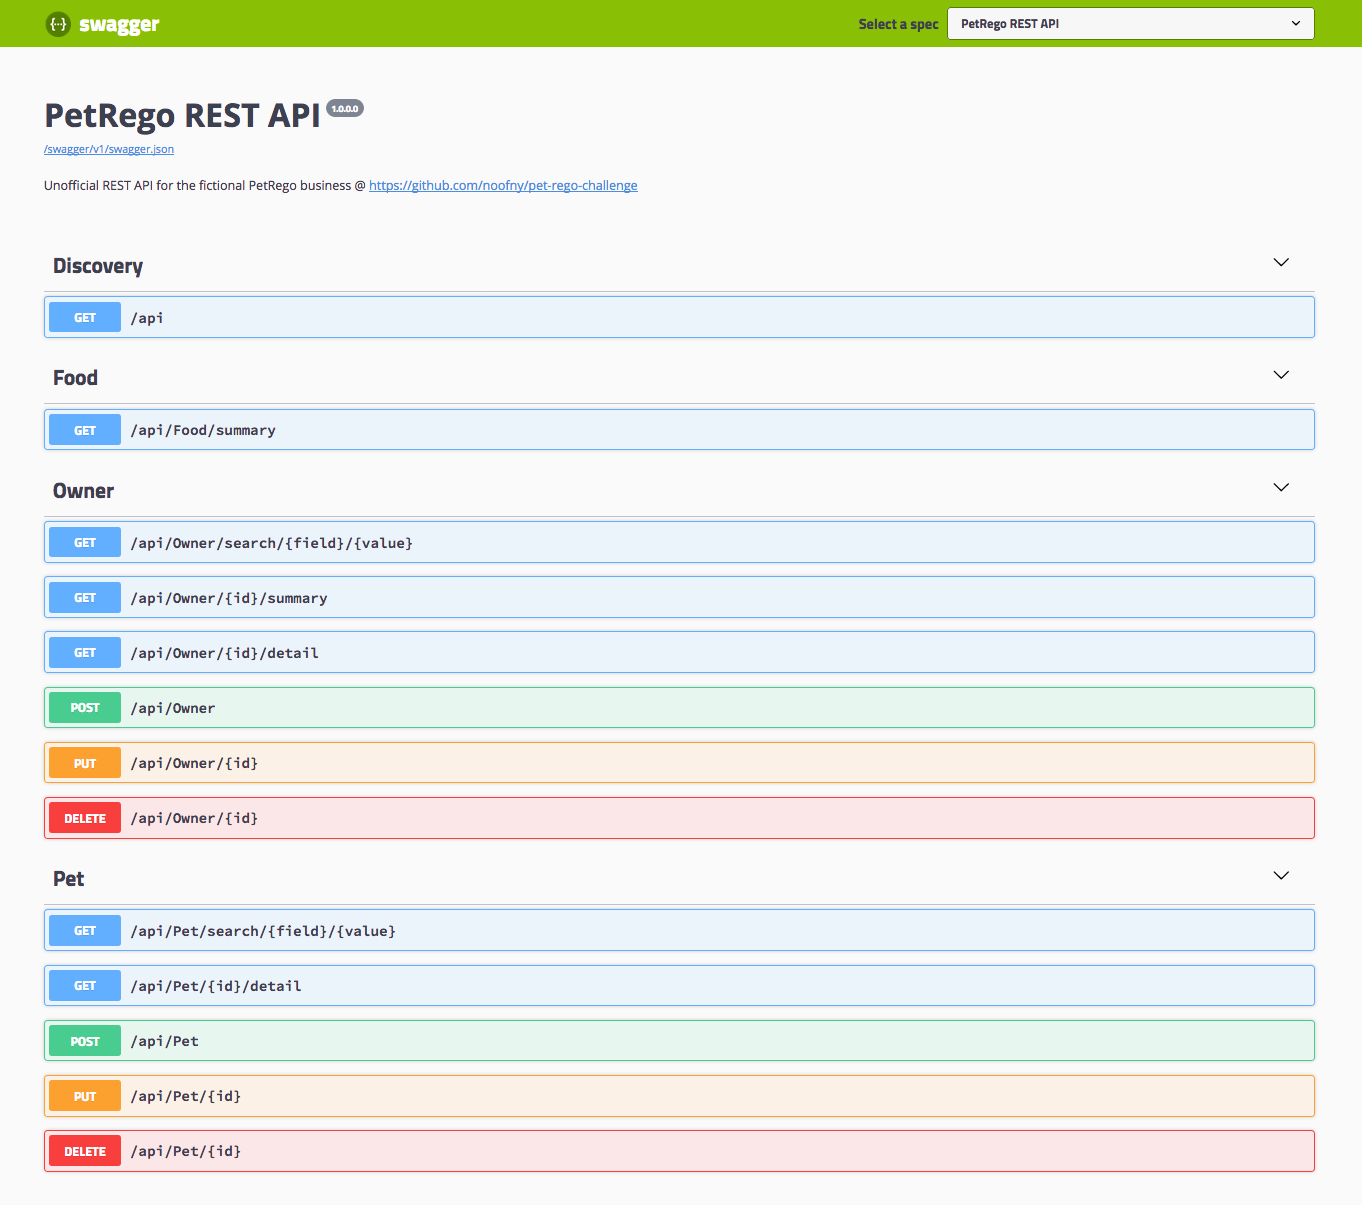 {···} swagger Select a spec PetRego REST API
PetRego REST API 1.0.0.0
/swagger/v1/swagger.json
Unofficial REST API for the fictional PetRego business @ https://github.com/noofny/pet-rego-challenge
Discovery
GET /api
Food
GET /api/Food/summary
Owner
GET /api/Owner/search/{field}/{value}
GET /api/Owner/{id}/summary
GET /api/Owner/{id}/detail
POST /api/Owner
PUT /api/Owner/{id}
DELETE /api/Owner/{id}
Pet
GET /api/Pet/search/{field}/{value}
GET /api/Pet/{id}/detail
POST /api/Pet
PUT /api/Pet/{id}
DELETE /api/Pet/{id}